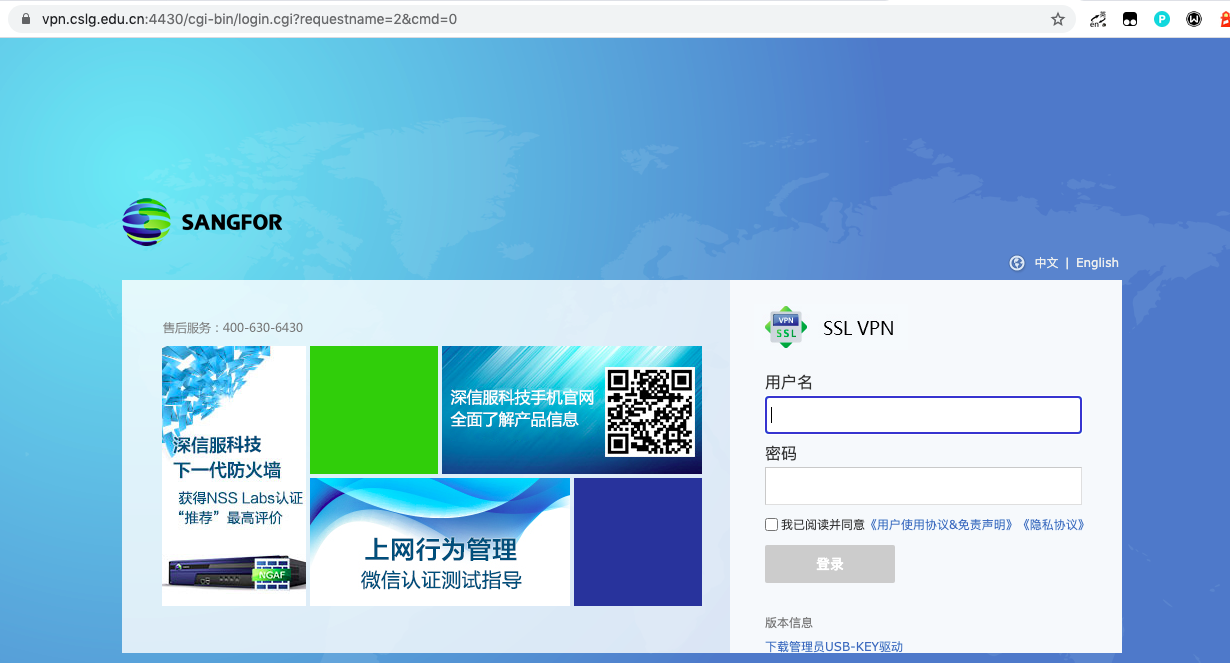 vpn.cslg.edu.cn:4430/cgi-bin/login.cgi?requestname=2&cmd=0
SANGFOR
中文 | English
售后服务：400-630-6430
深信服科技
下一代防火墙
获得NSS Labs认证
“推荐”最高评价
NGAF
深信服科技手机官网
全面了解产品信息
上网行为管理
微信认证测试指导
VPN
SSL
SSL VPN
用户名
密码
我已阅读并同意《用户使用协议&免责声明》《隐私协议》
登录
版本信息
下载管理员USB-KEY驱动